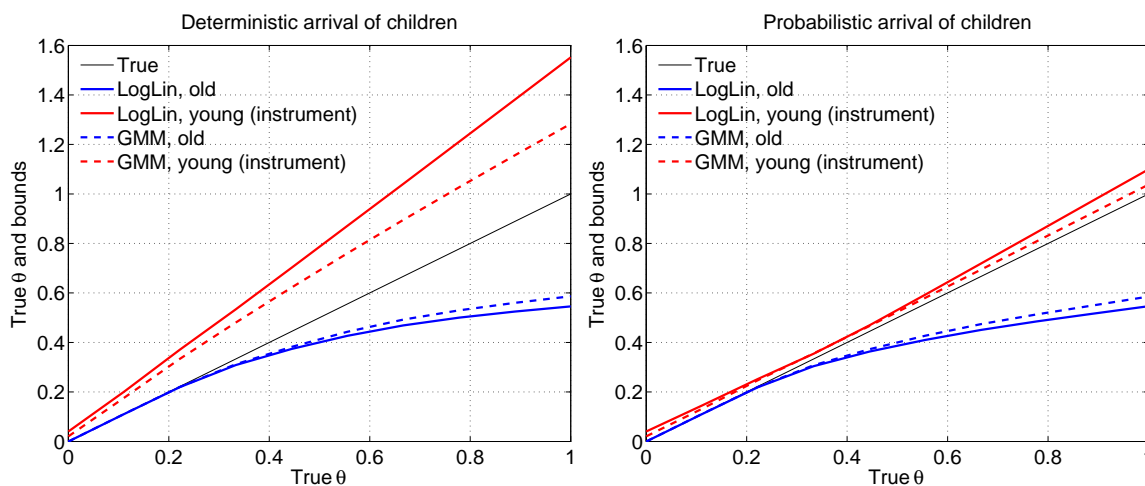 Deterministic arrival of children
1.6
1.4
1.2
1
0.8
0.6
0.4
0.2
0
True θ and bounds
True
LogLin, old
LogLin, young (instrument)
GMM, old
GMM, young (instrument)
0 0.2 0.4 0.6 0.8 1
True θ
Probabilistic arrival of children
1.6
1.4
1.2
1
0.8
0.6
0.4
0.2
0
True θ and bounds
True
LogLin, old
LogLin, young (instrument)
GMM, old
GMM, young (instrument)
0 0.2 0.4 0.6 0.8
True θ